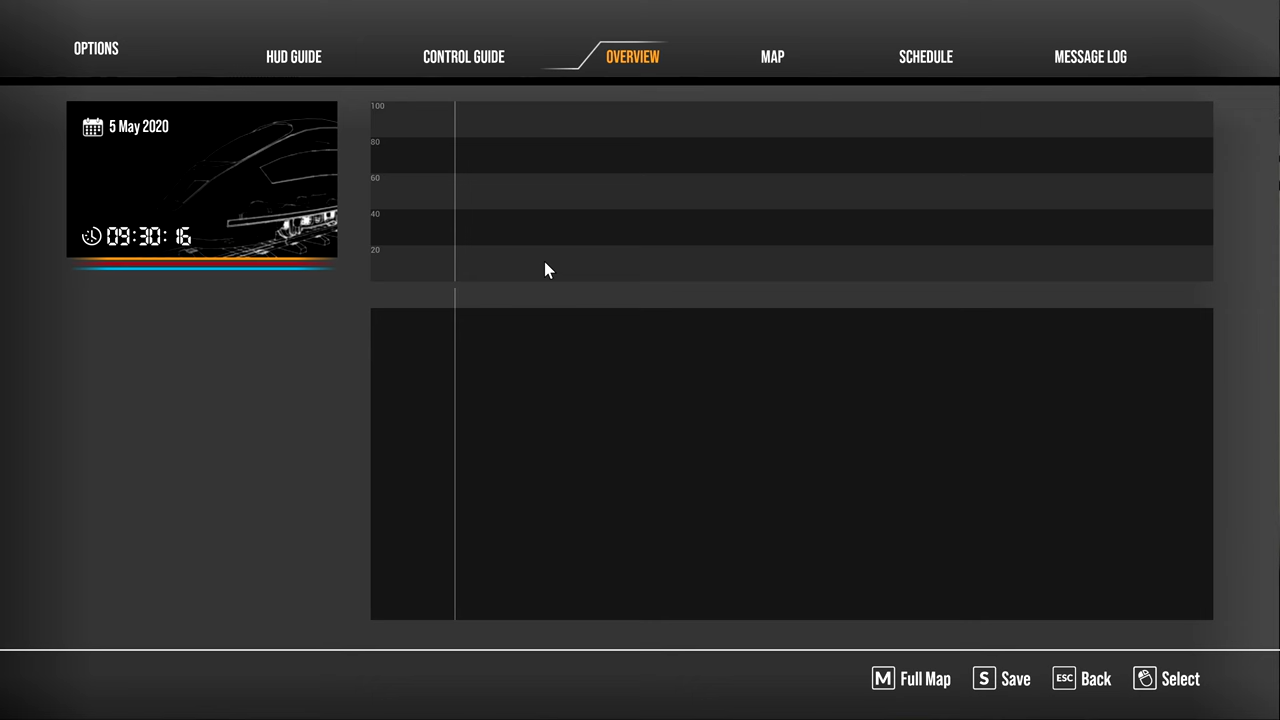 OPTIONS
HUD GUIDE
CONTROL GUIDE
OVERVIEW
MAP
SCHEDULE
MESSAGE LOG
5 May 2020
09:30:16
100
80
60
40
20
M Full Map
S Save
ESC Back
Select